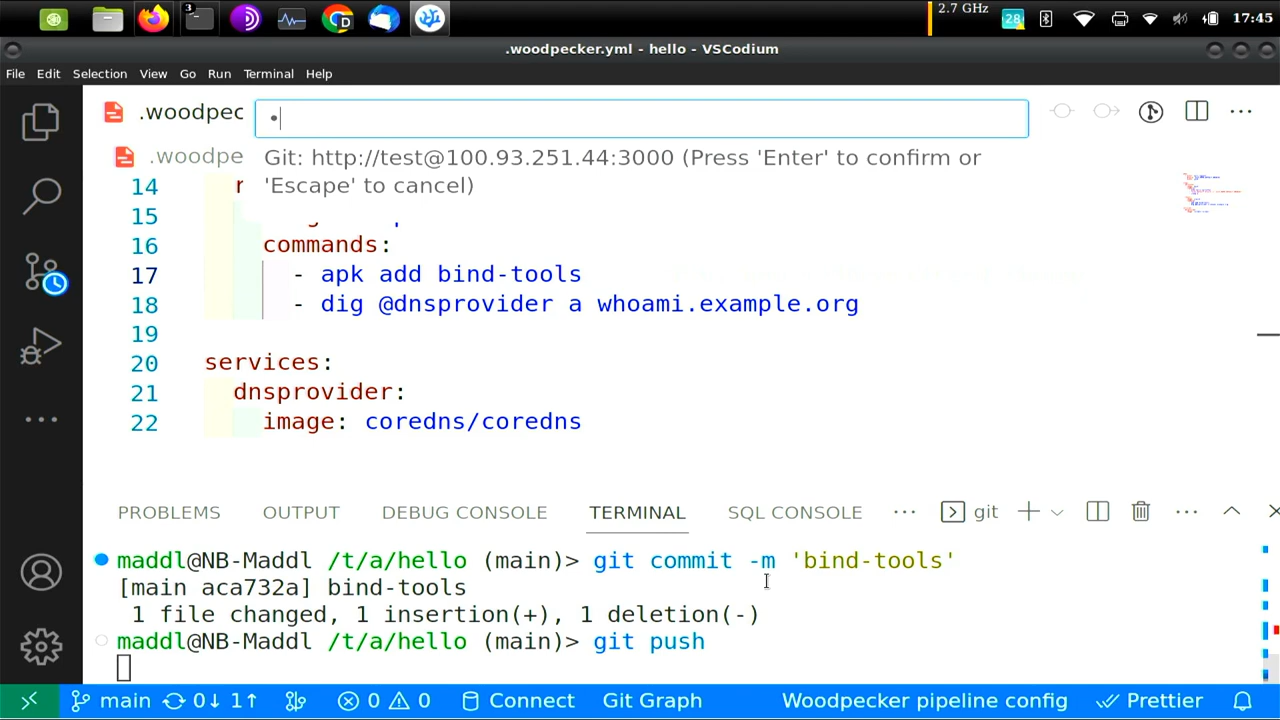 3
2.7 GHz
28
17:45
.woodpecker.yml - hello - VSCodium
File Edit Selection View Go Run Terminal Help
.woodpec
•
.woodpe
Git: http://test@100.93.251.44:3000 (Press 'Enter' to confirm or
'Escape' to cancel)
14 r
15
16 commands:
17 - apk add bind-tools
18 - dig @dnsprovider a whoami.example.org
19
20 services:
21 dnsprovider:
22 image: coredns/coredns
PROBLEMS OUTPUT DEBUG CONSOLE TERMINAL SQL CONSOLE ··· git
maddl@NB-Maddl /t/a/hello (main)> git commit -m 'bind-tools'
[main aca732a] bind-tools
1 file changed, 1 insertion(+), 1 deletion(-)
maddl@NB-Maddl /t/a/hello (main)> git push
main 0↓ 1↑ 0 0 Connect Git Graph Woodpecker pipeline config Prettier